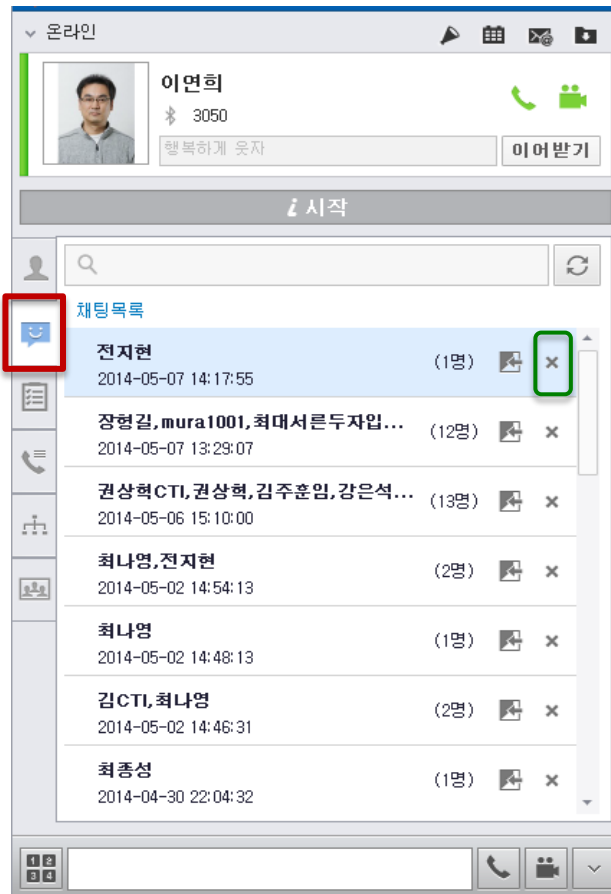 온라인
이연희
3050
행복하게 웃자
이어받기
i 시작
채팅목록
전지현
(1명)
2014-05-07 14:17:55
장형길,mura1001,최대서른두자입...
(12명)
2014-05-07 13:29:07
권상혁CTI,권상혁,김주훈임,강은석...
(13명)
2014-05-06 15:10:00
최나영,전지현
(2명)
2014-05-02 14:54:13
최나영
(1명)
2014-05-02 14:48:13
김CTI,최나영
(2명)
2014-05-02 14:46:31
최종성
(1명)
2014-04-30 22:04:32
1 2
3 4